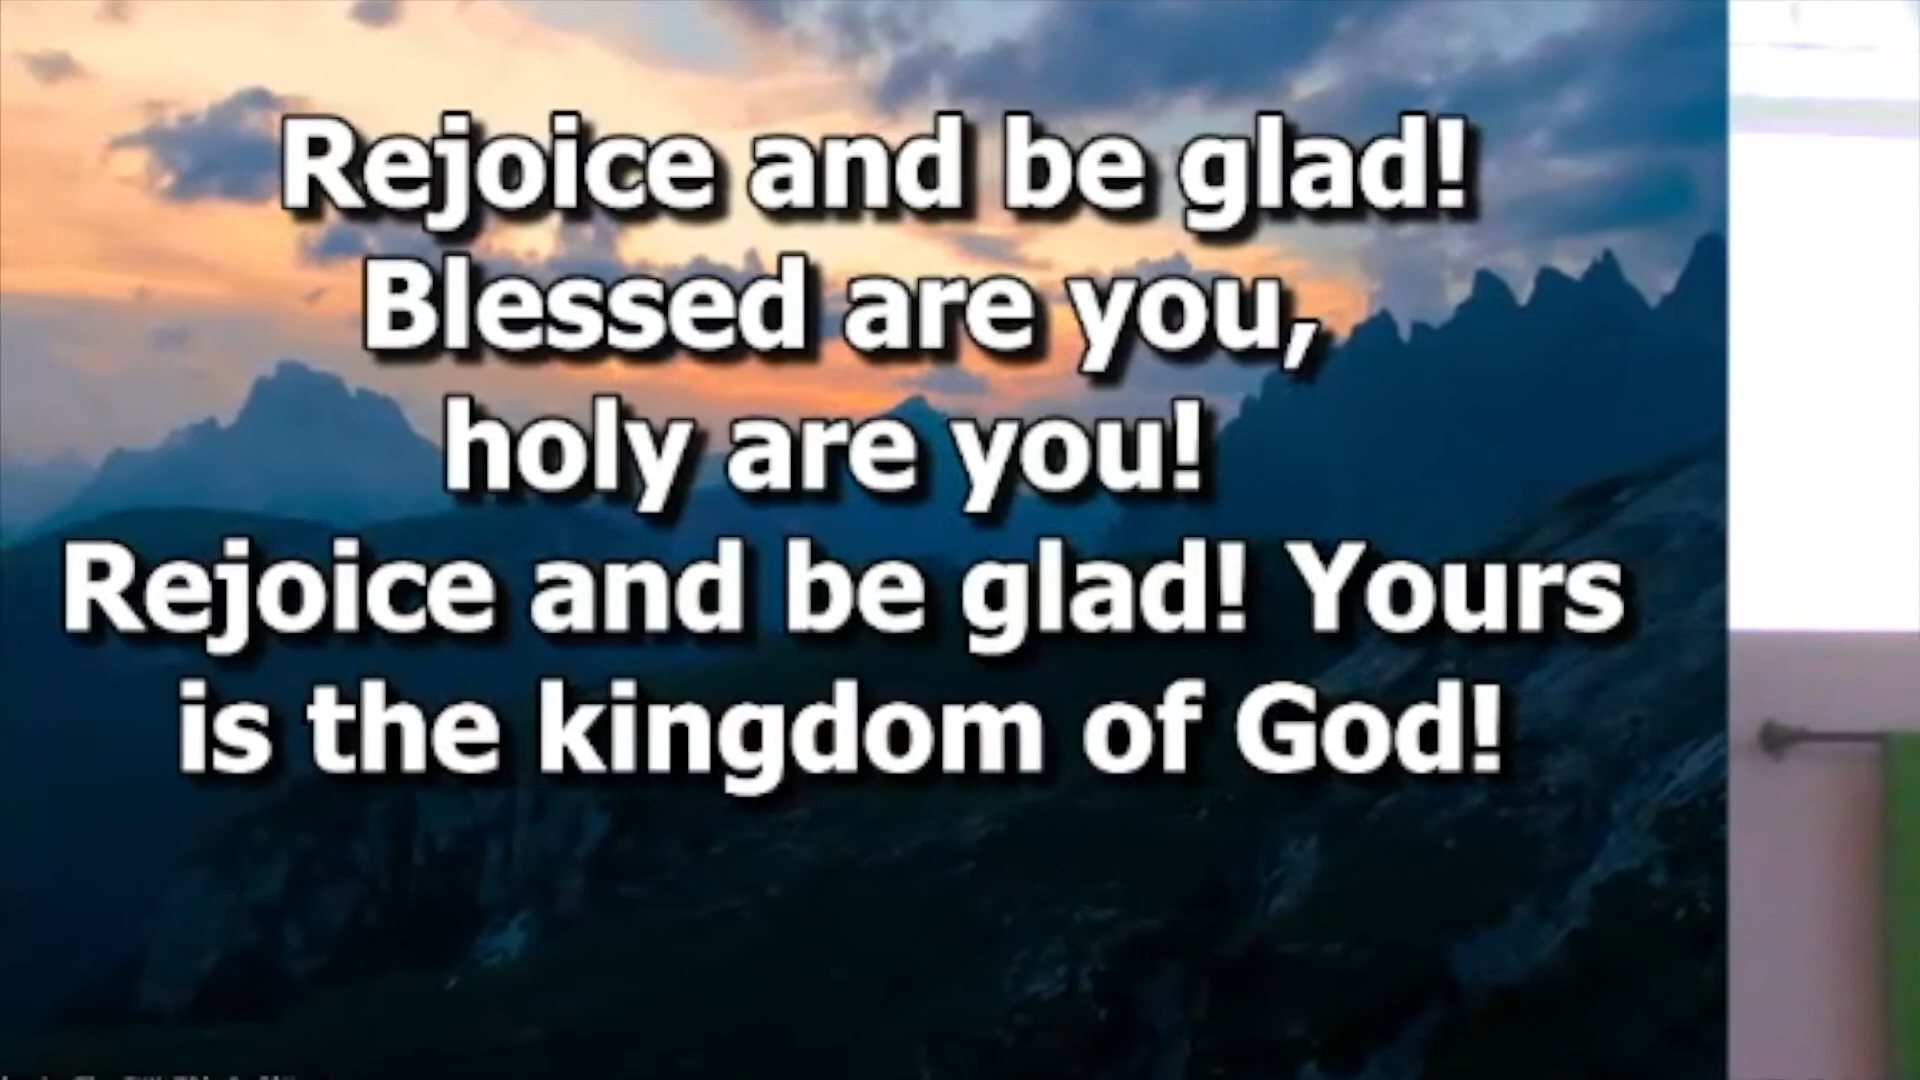 Rejoice and be glad!
Blessed are you,
holy are you!
Rejoice and be glad! Yours
is the kingdom of God!